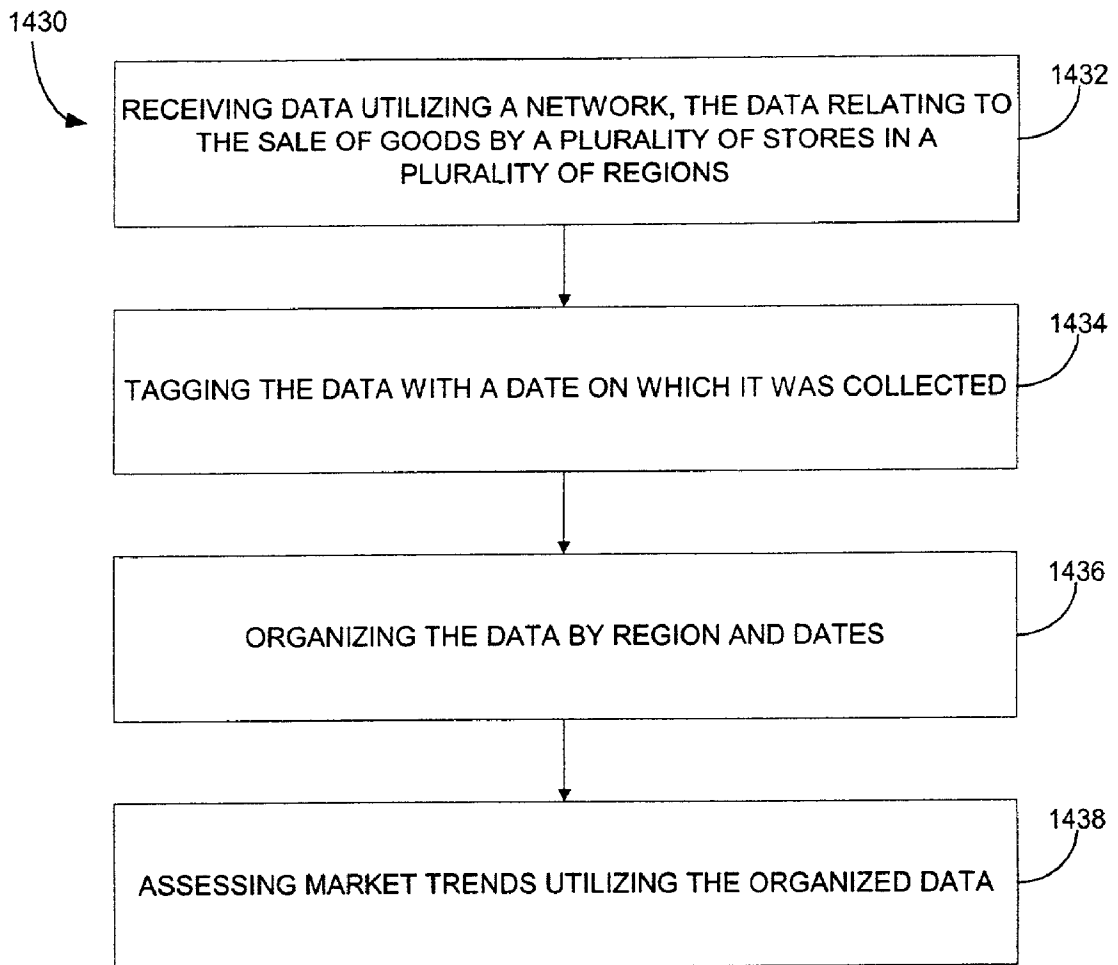 1430
1432
RECEIVING DATA UTILIZING A NETWORK, THE DATA RELATING TO
THE SALE OF GOODS BY A PLURALITY OF STORES IN A
PLURALITY OF REGIONS
1434
TAGGING THE DATA WITH A DATE ON WHICH IT WAS COLLECTED
1436
ORGANIZING THE DATA BY REGION AND DATES
1438
ASSESSING MARKET TRENDS UTILIZING THE ORGANIZED DATA